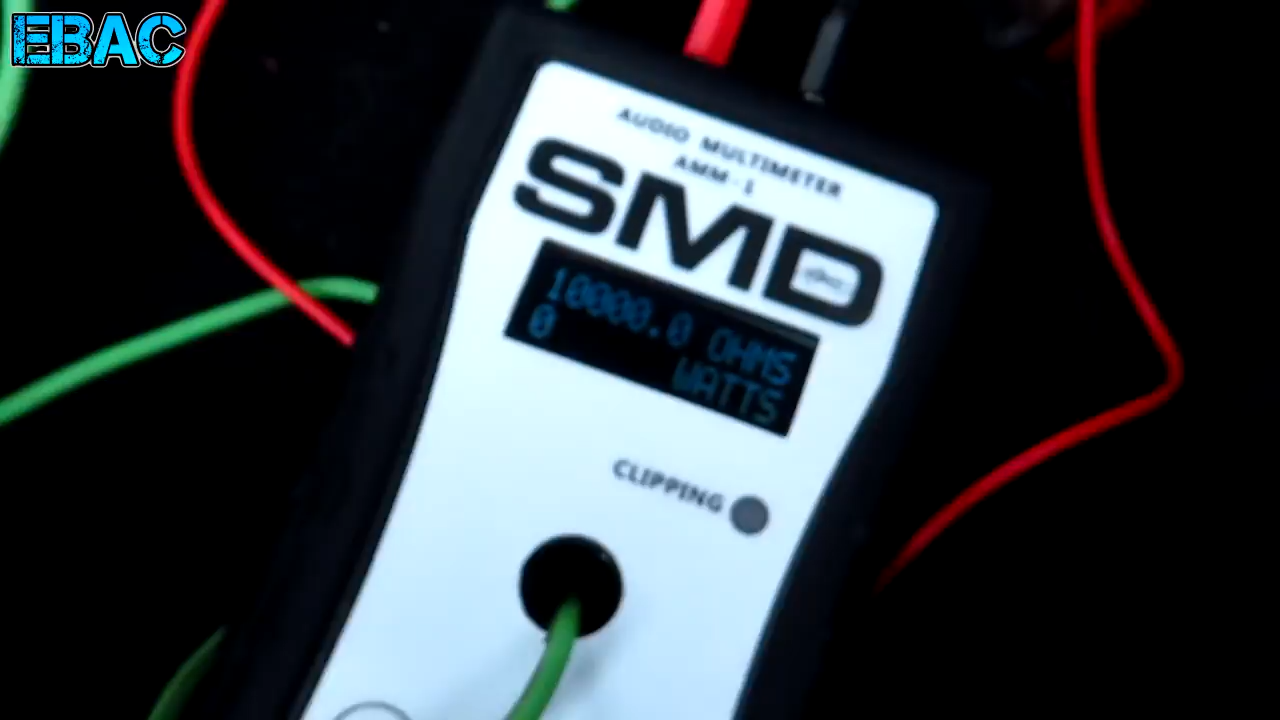 EBAC
AUDIO MULTIMETER
AMM-1
SMD
10000.0 OHMS
0 WATTS
CLIPPING